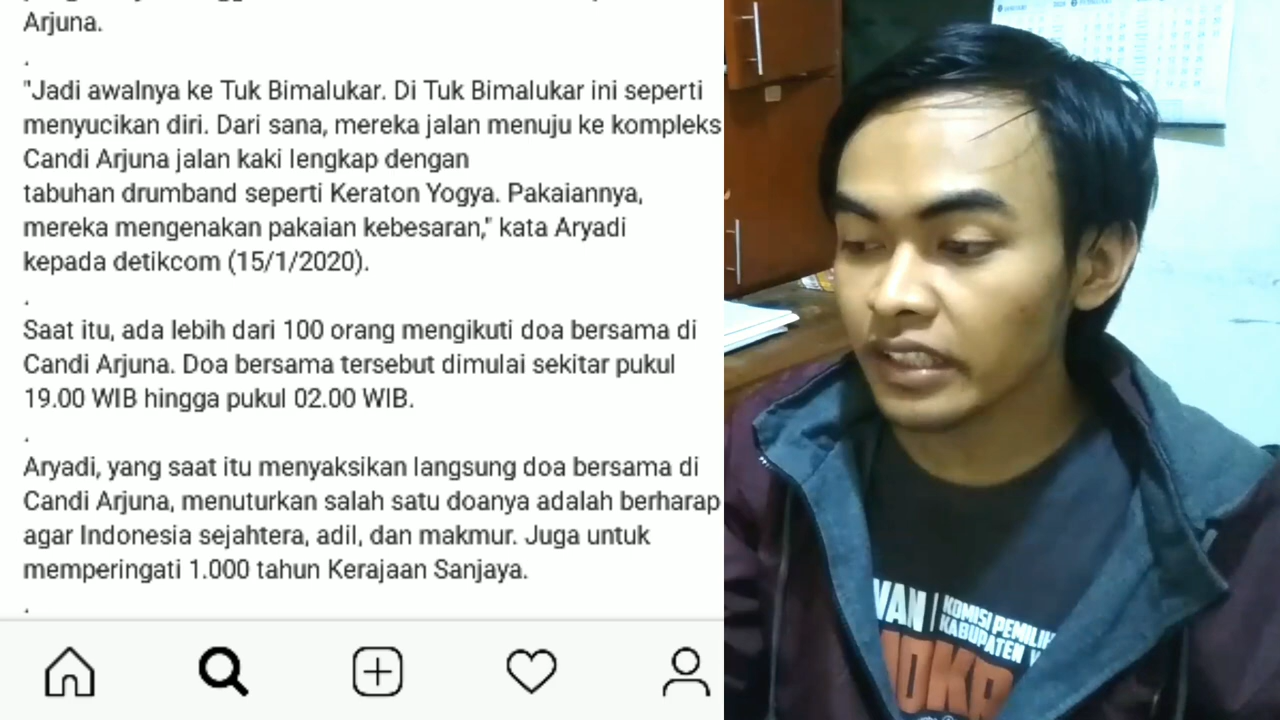 Arjuna.
.
"Jadi awalnya ke Tuk Bimalukar. Di Tuk Bimalukar ini seperti
menyucikan diri. Dari sana, mereka jalan menuju ke kompleks
Candi Arjuna jalan kaki lengkap dengan
tabuhan drumband seperti Keraton Yogya. Pakaiannya,
mereka mengenakan pakaian kebesaran," kata Aryadi
kepada detikcom (15/1/2020).
.
Saat itu, ada lebih dari 100 orang mengikuti doa bersama di
Candi Arjuna. Doa bersama tersebut dimulai sekitar pukul
19.00 WIB hingga pukul 02.00 WIB.
.
Aryadi, yang saat itu menyaksikan langsung doa bersama di
Candi Arjuna, menuturkan salah satu doanya adalah berharap
agar Indonesia sejahtera, adil, dan makmur. Juga untuk
memperingati 1.000 tahun Kerajaan Sanjaya.
.
KOMISI PEMILIH
KABUPATEN